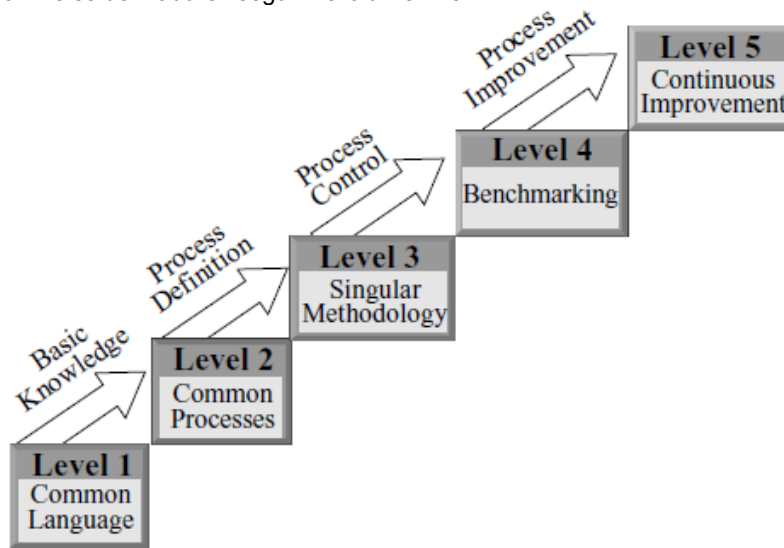 Process
Improvement
Level 5
Continuous
Improvement
Process
Control
Level 4
Benchmarking
Process
Definition
Level 3
Singular
Methodology
Basic
Knowledge
Level 2
Common
Processes
Level 1
Common
Language